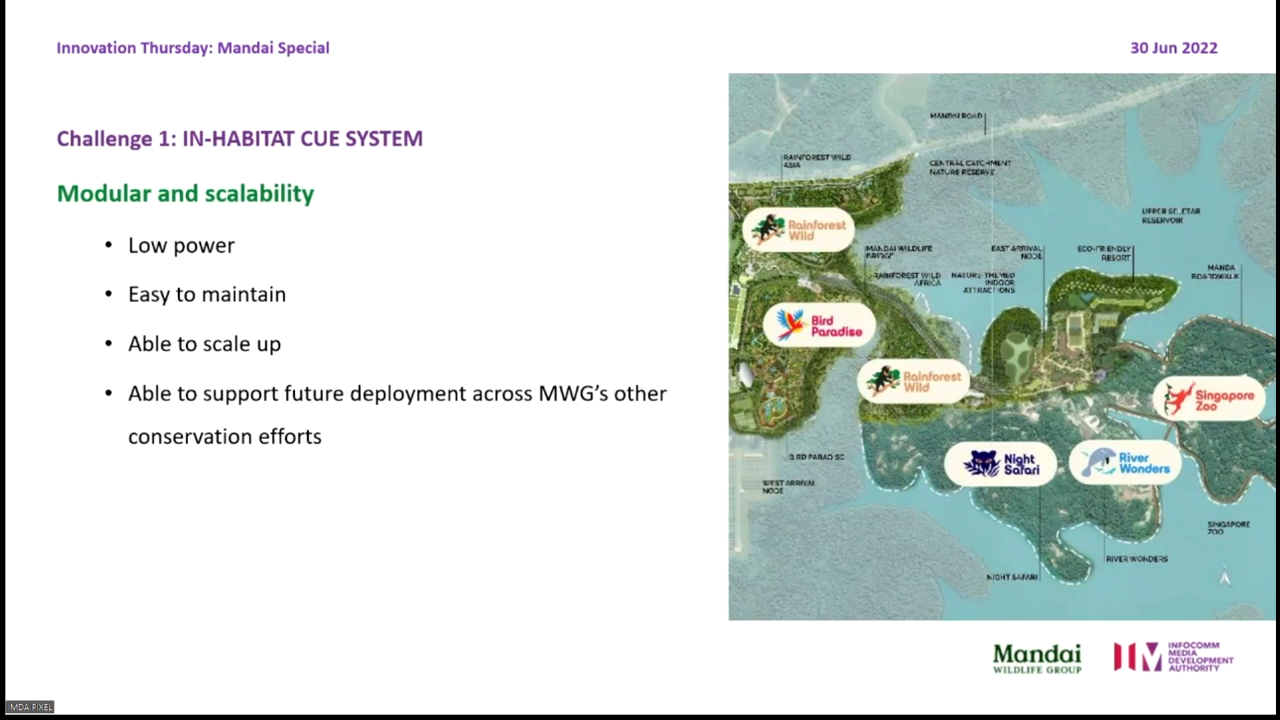 Innovation Thursday: Mandai Special
30 Jun 2022
Challenge 1: IN-HABITAT CUE SYSTEM
Modular and scalability
• Low power
• Easy to maintain
• Able to scale up
• Able to support future deployment across MWG’s other
conservation efforts
MANDAI ROAD
RAINFOREST WILD
ASIA
CENTRAL CATCHMENT
NATURE RESERVE
UPPER SELETAR
RESERVOIR
Rainforest
Wild
MANDAI WILDLIFE
BRIDGE
EAST ARRIVAL
NODE
ECO-FRIENDLY
RESORT
MANDAI
BOARDWALK
RAINFOREST WILD
AFRICA
NATURE-THEMED
INDOOR
ATTRACTIONS
Bird
Paradise
Rainforest
Wild
Singapore
Zoo
BIRD PARADISE
Night
Safari
River
Wonders
WEST ARRIVAL
NODE
SINGAPORE
ZOO
RIVER WONDERS
NIGHT SAFARI
Mandai
WILDLIFE GROUP
INFOCOMM
MEDIA
DEVELOPMENT
AUTHORITY
IMDA PIXEL